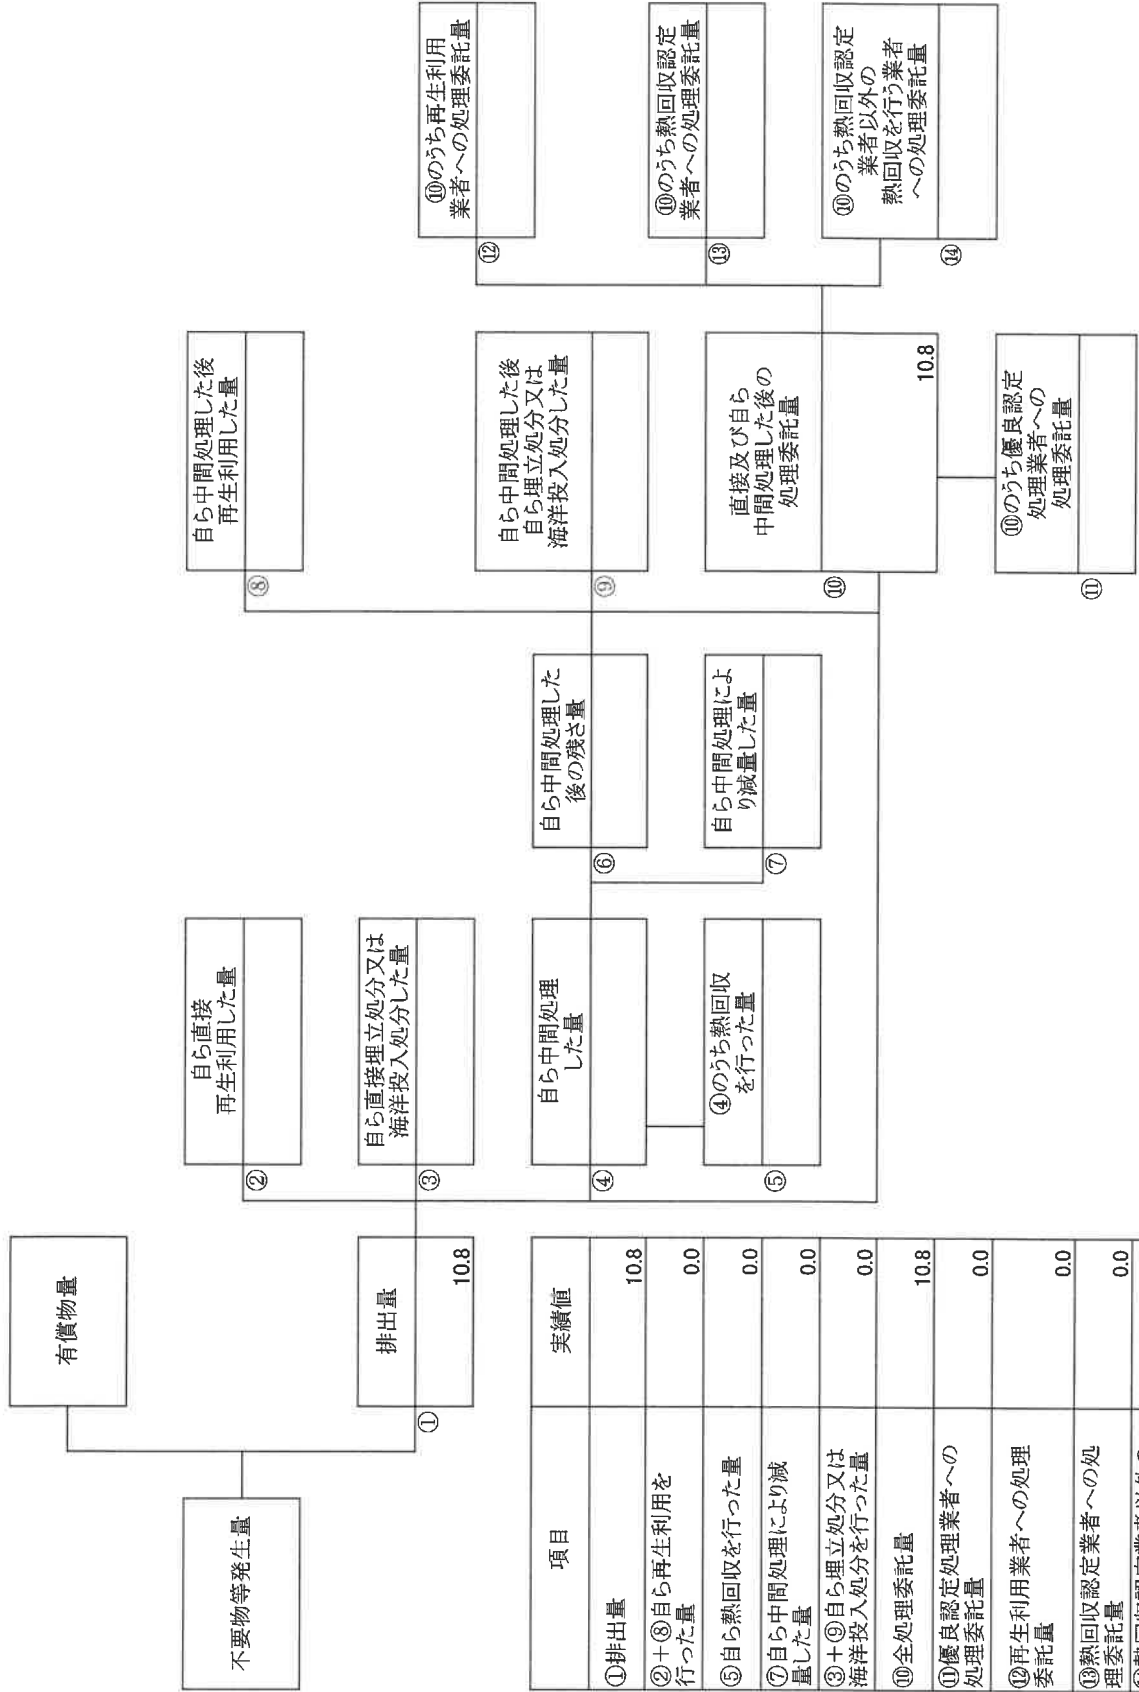 不要物等発生量
有償物量
排出量
①
10.8
自ら直接
再生利用した量
②
自ら直接埋立処分又は
海洋投入処分した量
③
自ら中間処理
した量
④
④のうち熱回収
を行った量
⑤
自ら中間処理した
後の残さ量
⑥
自ら中間処理によ
り減量した量
⑦
自ら中間処理した後
再生利用した量
⑧
自ら中間処理した後
自ら埋立処分又は
海洋投入処分した量
⑨
直接及び自ら
中間処理した後の
処理委託量
⑩
10.8
⑩のうち優良認定
処理業者への
処理委託量
⑪
⑩のうち再生利用
業者への処理委託量
⑫
⑩のうち熱回収認定
業者への処理委託量
⑬
⑩のうち熱回収認定
業者以外の
熱回収を行う業者
への処理委託量
⑭
項目 実績値
①排出量 10.8
②+⑧自ら再生利用を
行った量 0.0
⑤自ら熱回収を行った量 0.0
⑦自ら中間処理により減
量した量 0.0
③+⑨自ら埋立処分又は
海洋投入処分を行った量 0.0
⑩全処理委託量 10.8
⑪優良認定処理業者への
処理委託量 0.0
⑫再生利用業者への処理
委託量 0.0
⑬熱回収認定業者への処
理委託量 0.0